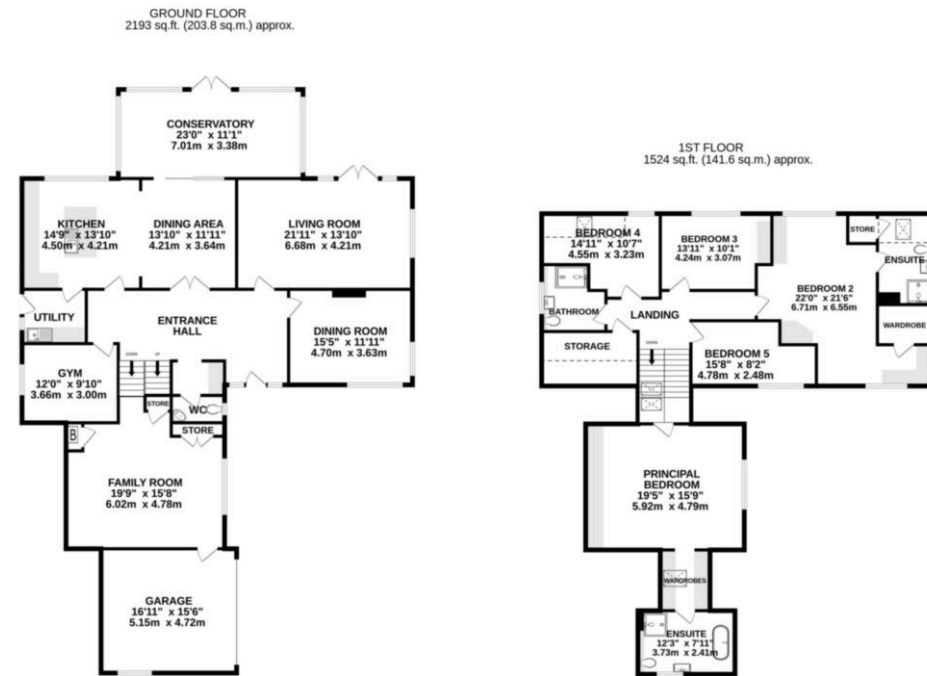 GROUND FLOOR
2193 sq.ft. (203.8 sq.m.) approx.
CONSERVATORY
23'0" x 11'1"
7.01m x 3.38m
KITCHEN
14'9" x 13'10"
4.50m x 4.21m
DINING AREA
13'10" x 11'11"
4.21m x 3.64m
LIVING ROOM
21'11" x 13'10"
6.68m x 4.21m
UTILITY
ENTRANCE
HALL
DINING ROOM
15'5" x 11'11"
4.70m x 3.63m
GYM
12'0" x 9'10"
3.66m x 3.00m
DOWN
UP
STORE
WC
STORE
B
FAMILY ROOM
19'9" x 15'8"
6.02m x 4.78m
GARAGE
16'11" x 15'6"
5.15m x 4.72m
1ST FLOOR
1524 sq.ft. (141.6 sq.m.) approx.
BEDROOM 4
14'11" x 10'7"
4.55m x 3.23m
BEDROOM 3
13'11" x 10'1"
4.24m x 3.07m
STORE
ENSUITE
BEDROOM 2
22'0" x 21'6"
6.71m x 6.55m
BATHROOM
LANDING
WARDROBE
STORAGE
DOWN
BEDROOM 5
15'8" x 8'2"
4.78m x 2.48m
PRINCIPAL
BEDROOM
19'5" x 15'9"
5.92m x 4.79m
WARDROBES
ENSUITE
12'3" x 7'11"
3.73m x 2.41m